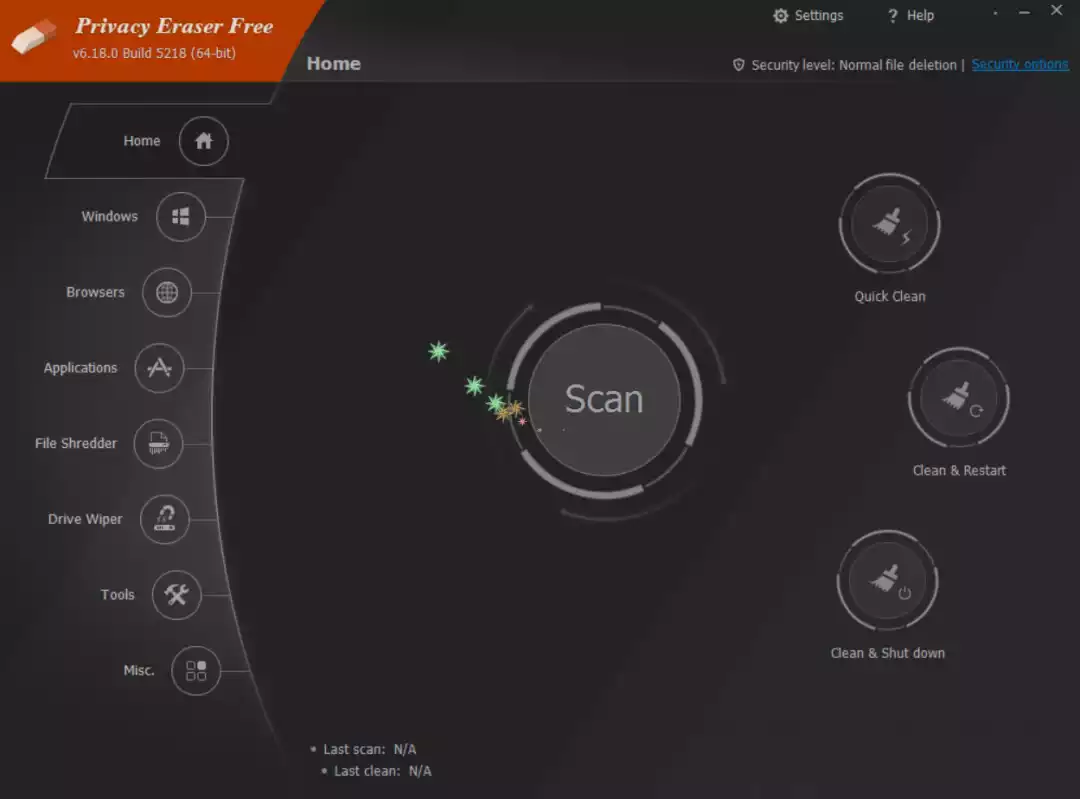 Privacy Eraser Free
v6.18.0 Build 5218 (64-bit)
Settings
Help
Home
Security level: Normal file deletion | Security options
Home
Windows
Browsers
Applications
File Shredder
Drive Wiper
Tools
Misc.
Scan
Quick Clean
Clean & Restart
Clean & Shut down
Last scan: N/A
Last clean: N/A